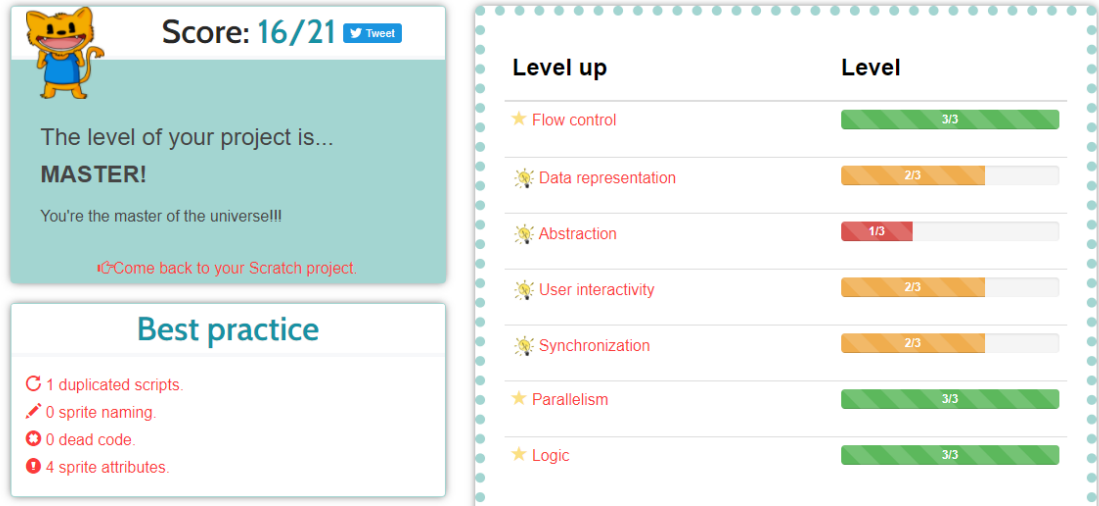 Score: 16/21 Tweet
The level of your project is...
MASTER!
You're the master of the universe!!!
Come back to your Scratch project.
Best practice
1 duplicated scripts.
0 sprite naming.
0 dead code.
4 sprite attributes.
Level up Level
Flow control 3/3
Data representation 2/3
Abstraction 1/3
User interactivity 2/3
Synchronization 2/3
Parallelism 3/3
Logic 3/3